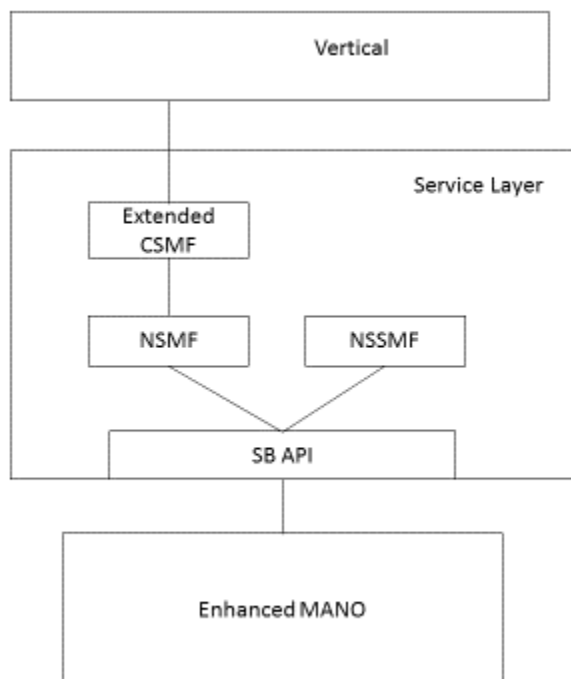 Vertical
Service Layer
Extended
CSMF
NSMF
NSSMF
SB API
Enhanced MANO